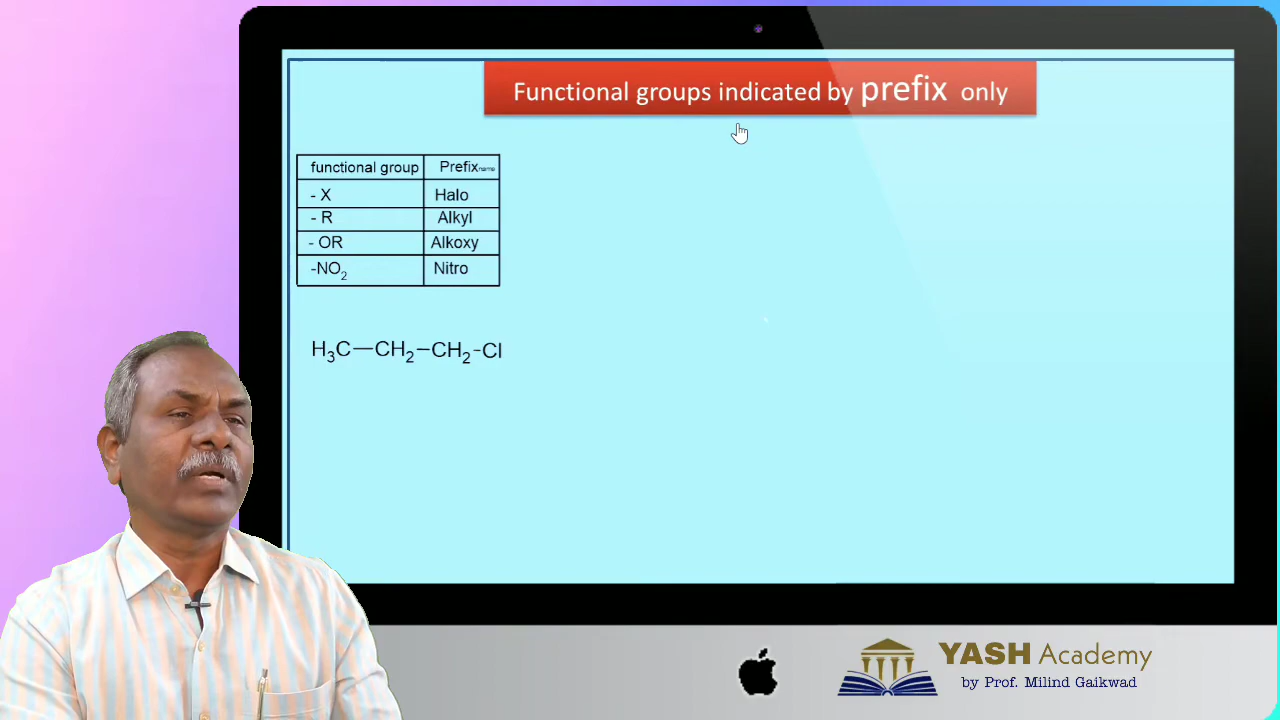 Functional groups indicated by prefix only
functional group Prefix name
- X Halo
- R Alkyl
- OR Alkoxy
-NO2 Nitro
H3C—CH2–CH2-Cl
YASH Academy
by Prof. Milind Gaikwad